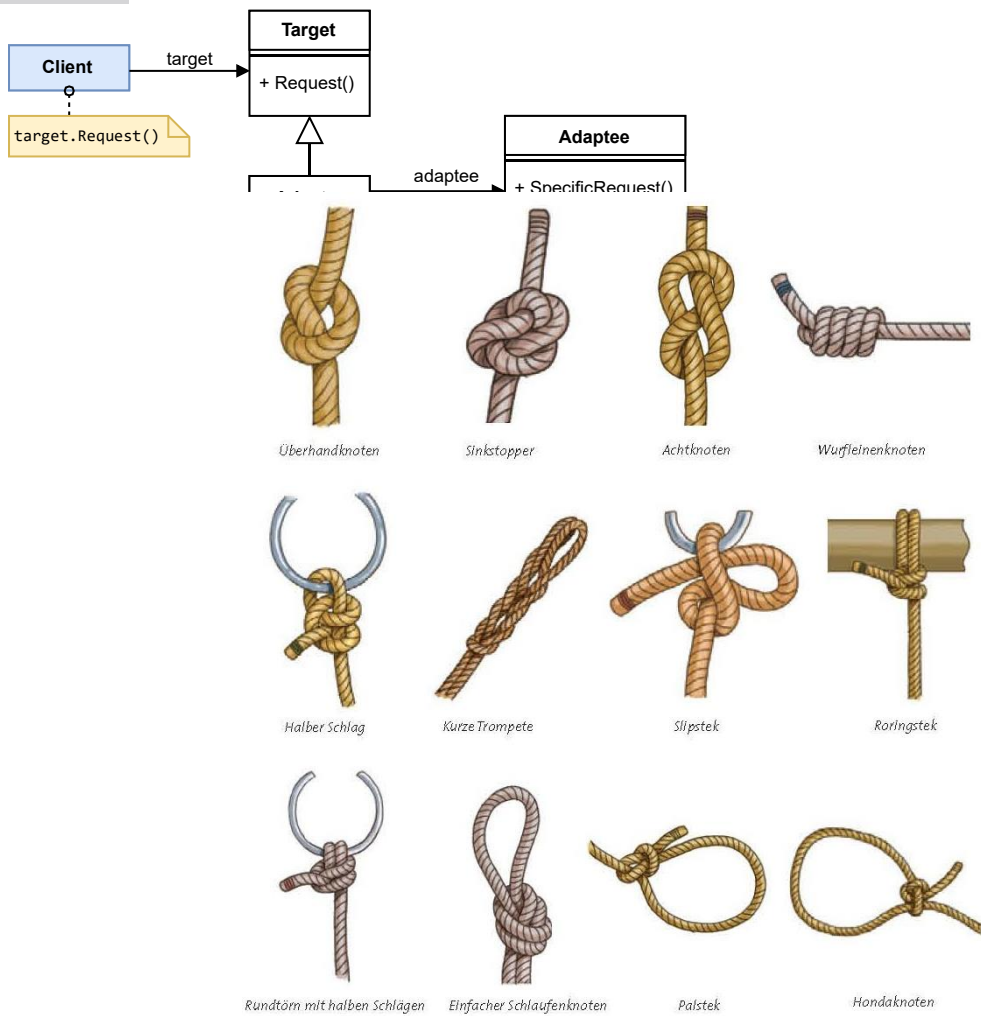 Target
Client
target
+ Request()
target.Request()
Adaptee
adaptee
+ SpecificRequest()
Überhandknoten
Sinkstopper
Achtknoten
Wurfleinenknoten
Halber Schlag
Kurze Trompete
Slipstek
Roringstek
Rundtörn mit halben Schlägen
Einfacher Schlaufenknoten
Palstek
Hondaknoten